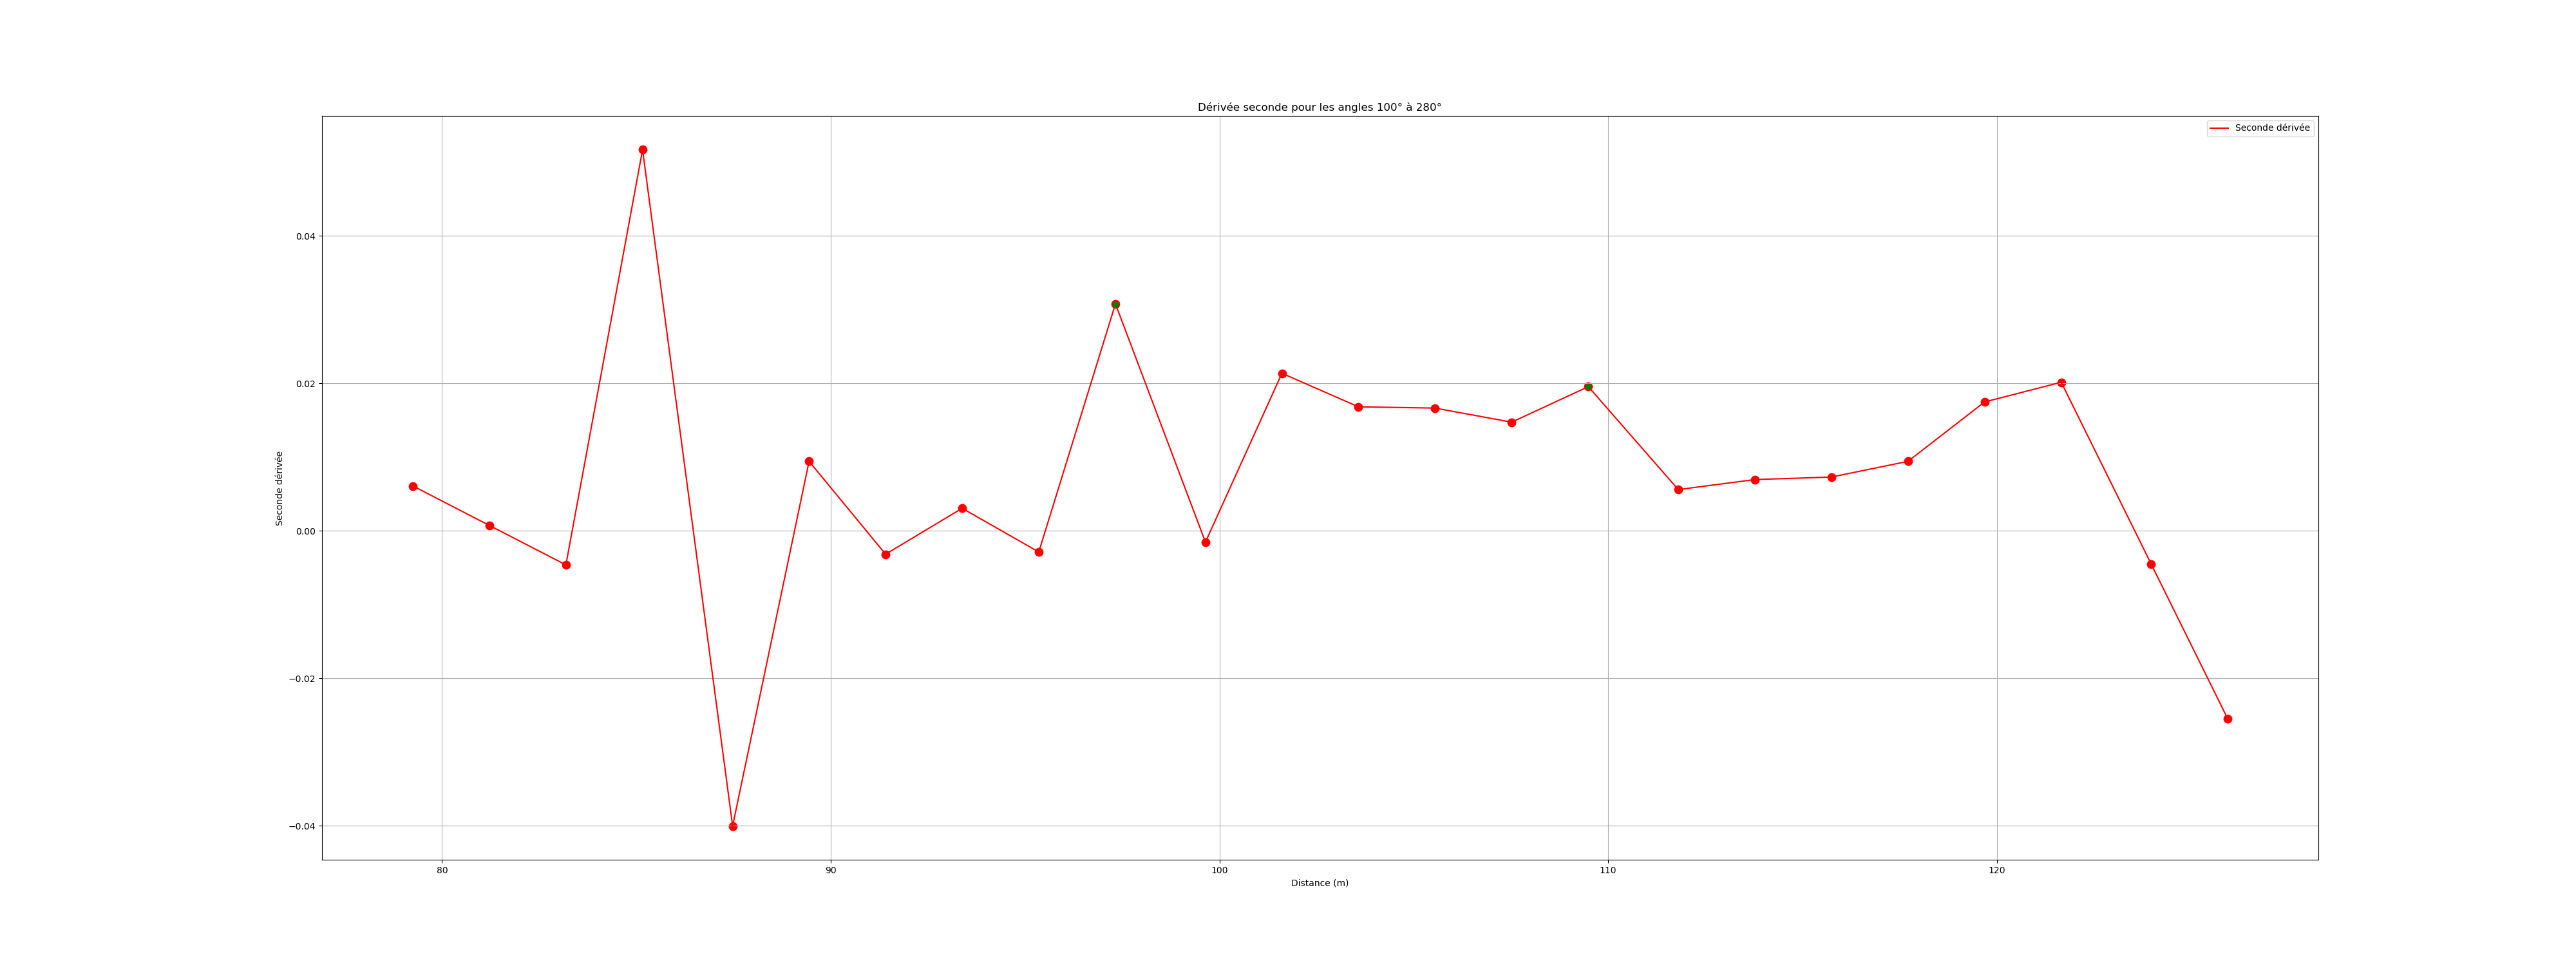 Dérivée seconde pour les angles 100° à 280°
Seconde dérivée
0.04
0.02
0.00
−0.02
−0.04
Seconde dérivée
80
90
100
110
120
Distance (m)